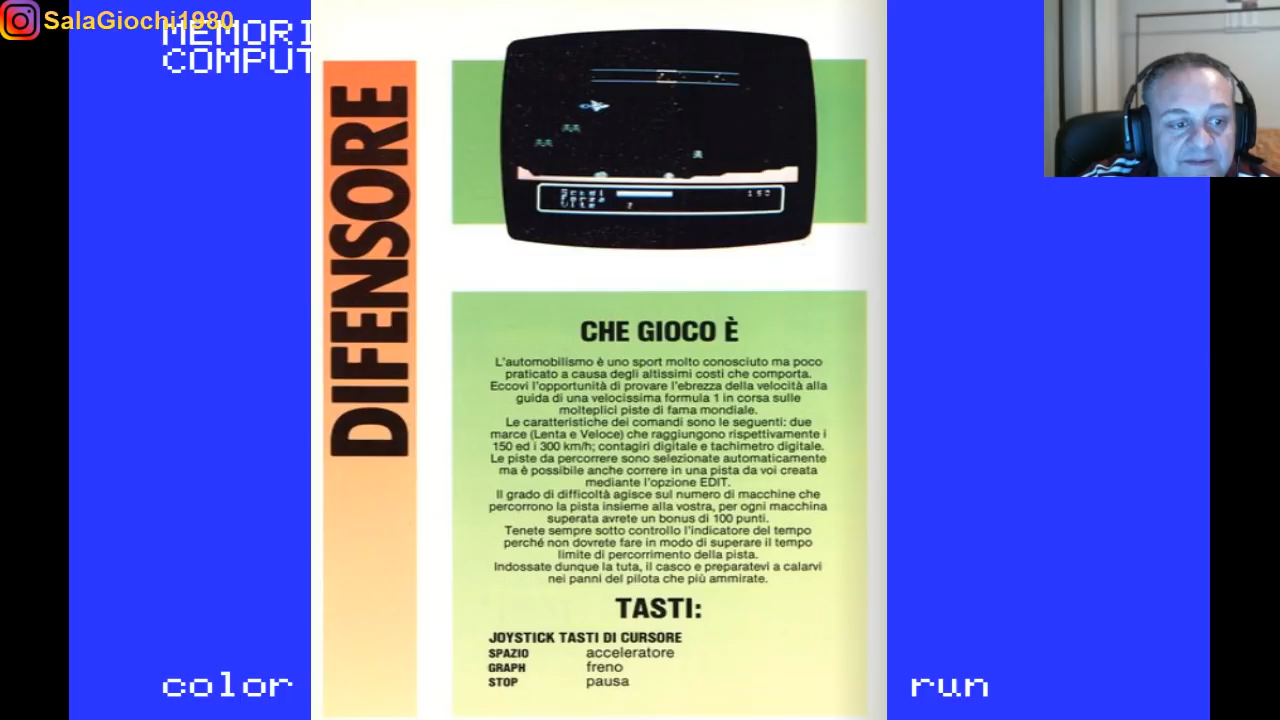 SalaGiochi1980
MEMORI
COMPUT
DIFENSORE
150
CHE GIOCO È
L'automobilismo è uno sport molto conosciuto ma poco
praticato a causa degli altissimi costi che comporta.
Eccovi l'opportunità di provare l'ebrezza della velocità alla
guida di una velocissima formula 1 in corsa sulle
molteplici piste di fama mondiale.
Le caratteristiche dei comandi sono le seguenti: due
marce (Lenta e Veloce) che raggiungono rispettivamente i
150 ed i 300 km/h; contagiri digitale e tachimetro digitale.
Le piste da percorrere sono selezionate automaticamente
ma è possibile anche correre in una pista da voi creata
mediante l'opzione EDIT.
Il grado di difficoltà agisce sul numero di macchine che
percorrono la pista insieme alla vostra, per ogni macchina
superata avrete un bonus di 100 punti.
Tenete sempre sotto controllo l'indicatore del tempo
perché non dovrete fare in modo di superare il tempo
limite di percorrimento della pista.
Indossate dunque la tuta, il casco e preparatevi a calarvi
nei panni del pilota che più ammirate.
TASTI:
JOYSTICK TASTI DI CURSORE
SPAZIO acceleratore
GRAPH freno
STOP pausa
color
run